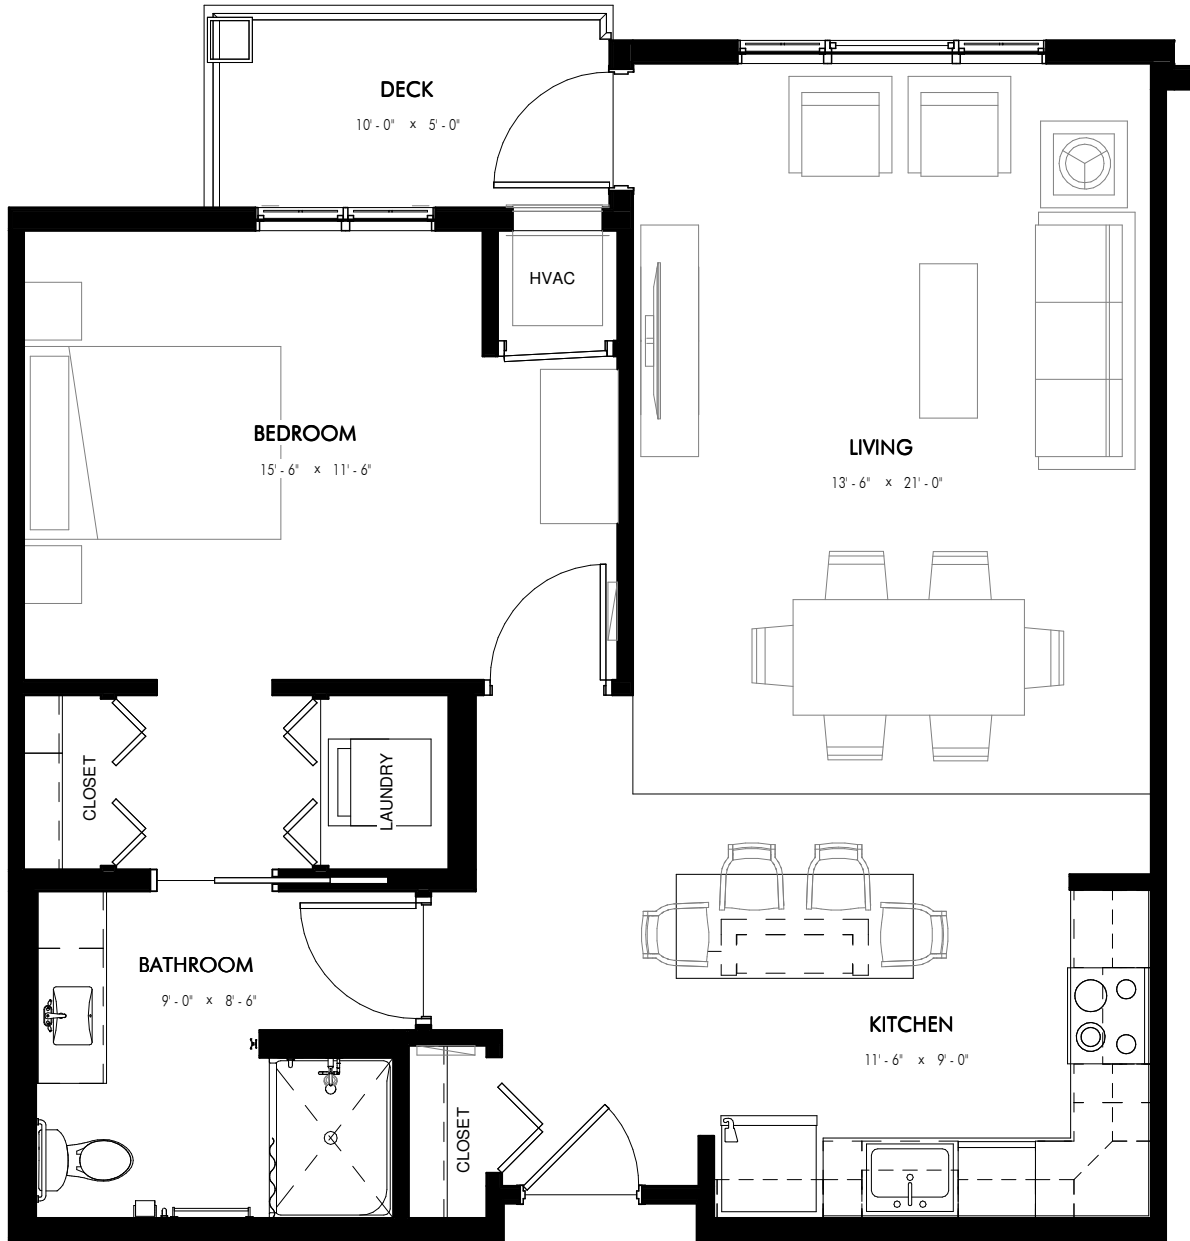 DECK
10' - 0" x 5' - 0"
HVAC
BEDROOM
15' - 6" x 11' - 6"
LIVING
13' - 6" x 21' - 0"
CLOSET
LAUNDRY
BATHROOM
9' - 0" x 8' - 6"
KITCHEN
11' - 6" x 9' - 0"
CLOSET